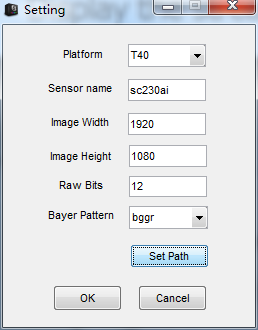 Setting
Platform T40
Sensor name sc230ai
Image Width 1920
Image Height 1080
Raw Bits 12
Bayer Pattern bggr
Set Path
OK Cancel